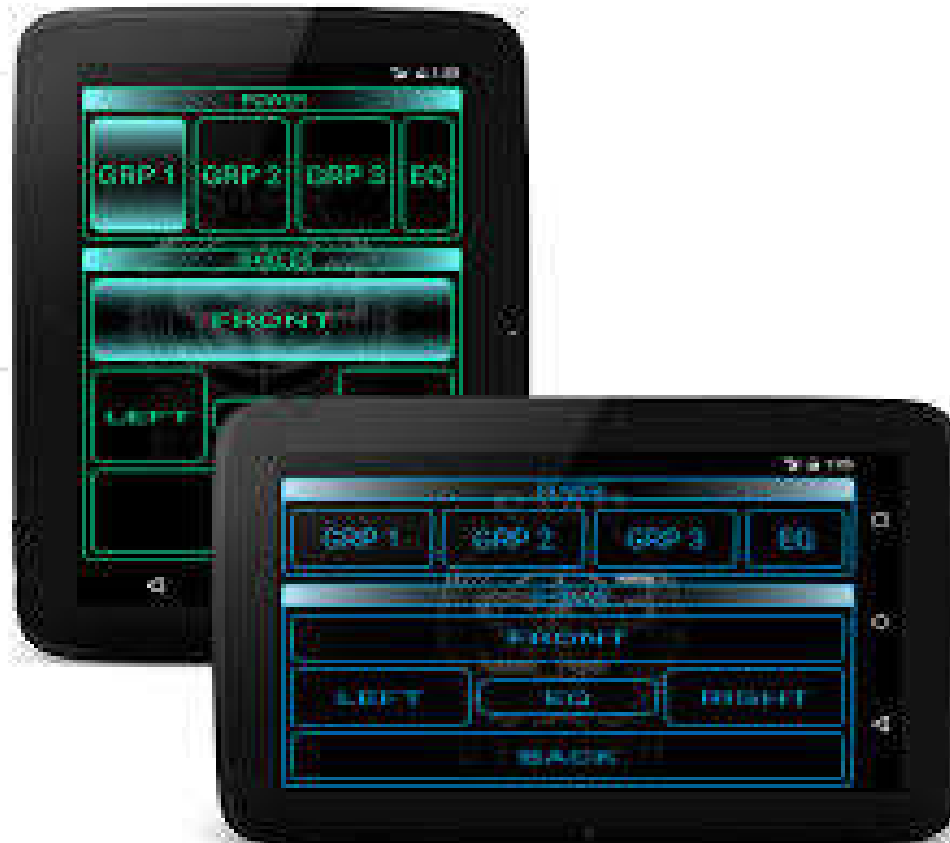 POWER
GRP 1 GRP 2 GRP 3 EQ
FRONT
LEFT
GRP 1 GRP 2 GRP 3 EQ
FRONT
LEFT EQ RIGHT
BACK